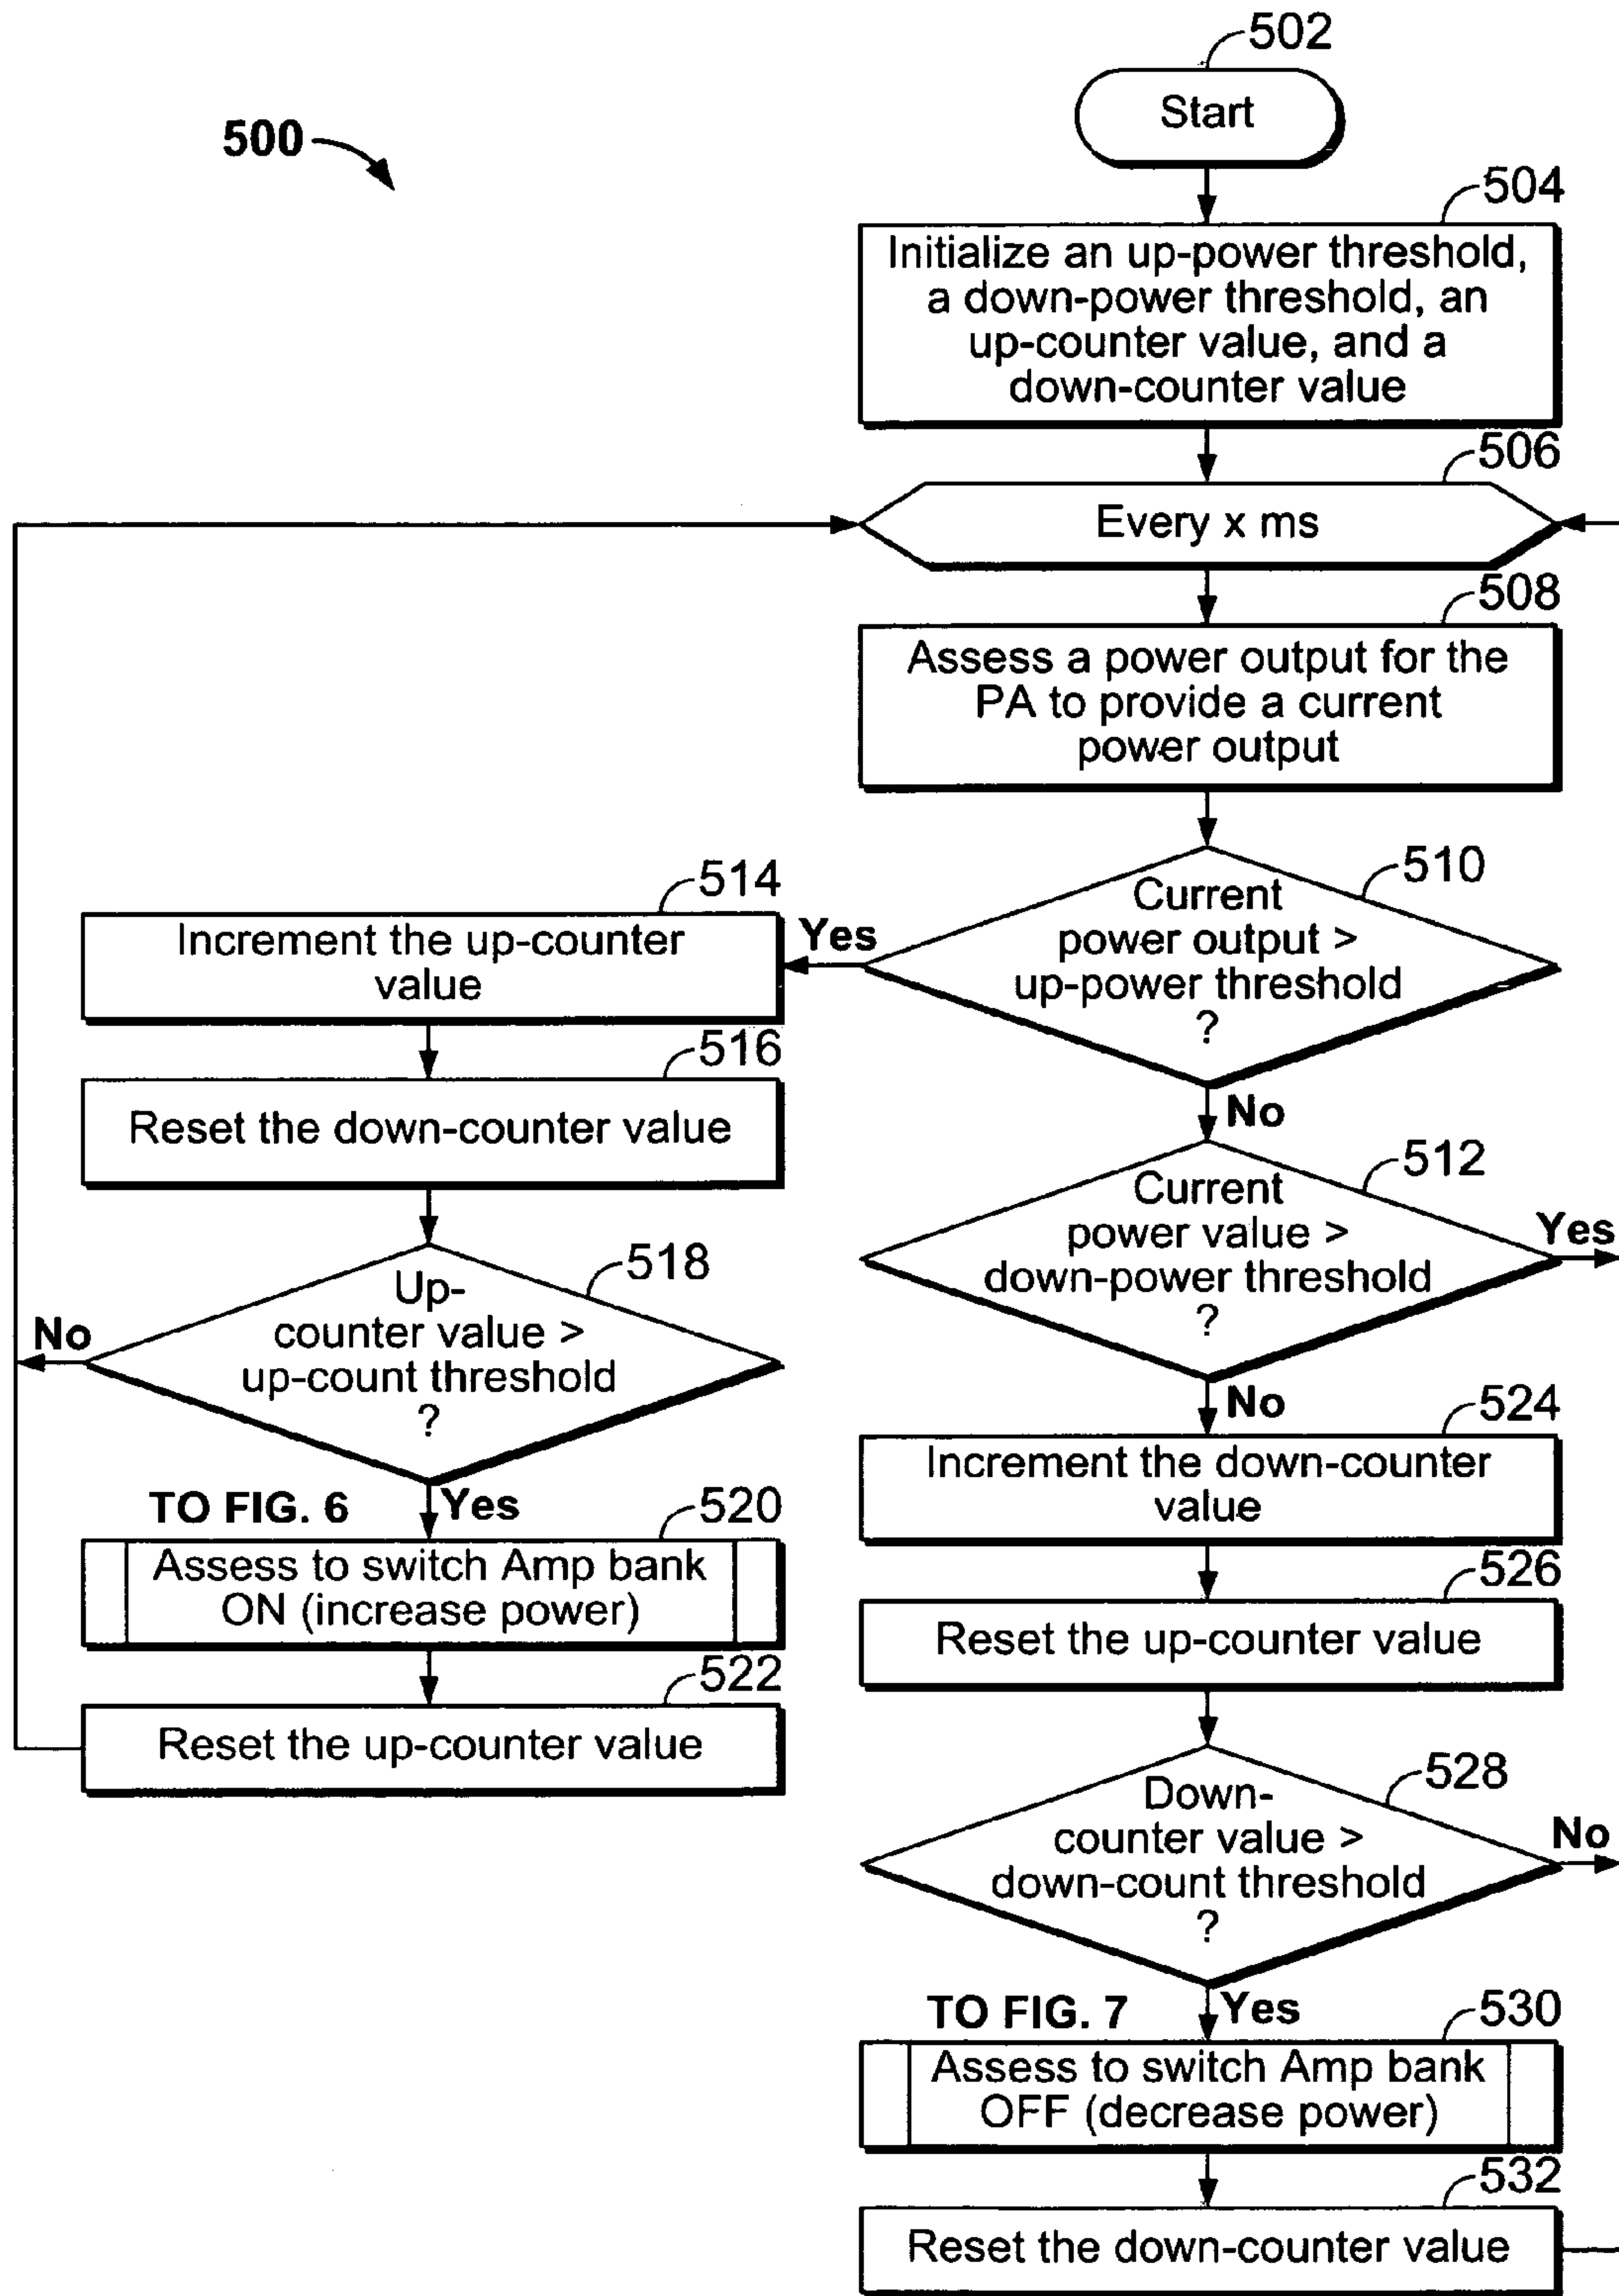 500
502
Start
504
Initialize an up-power threshold,
a down-power threshold, an
up-counter value, and a
down-counter value
506
Every x ms
508
Assess a power output for the
PA to provide a current
power output
510
Current
power output >
up-power threshold
?
Yes
No
514
Increment the up-counter
value
516
Reset the down-counter value
518
Up-
counter value >
up-count threshold
?
No
Yes
TO FIG. 6
520
Assess to switch Amp bank
ON (increase power)
522
Reset the up-counter value
512
Current
power value >
down-power threshold
?
Yes
No
524
Increment the down-counter
value
526
Reset the up-counter value
528
Down-
counter value >
down-count threshold
?
No
Yes
TO FIG. 7
530
Assess to switch Amp bank
OFF (decrease power)
532
Reset the down-counter value